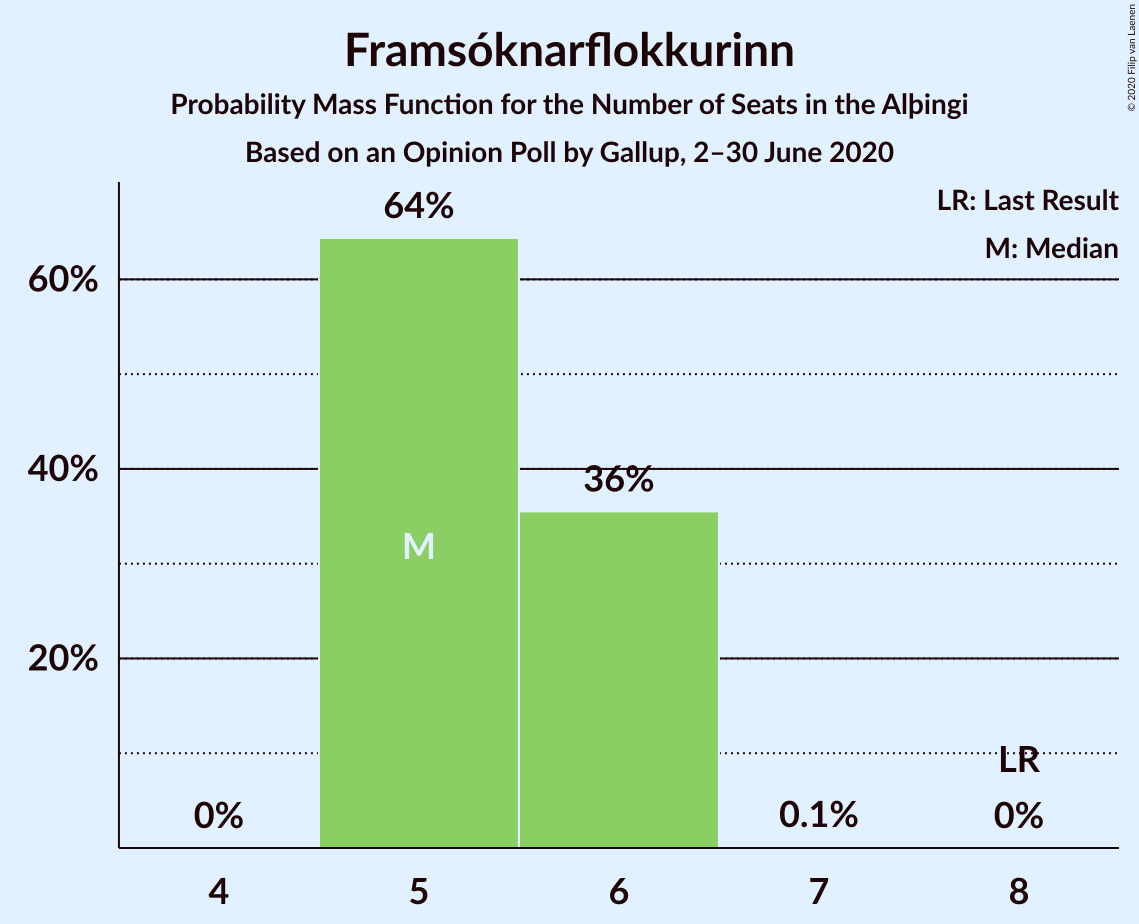 Framsóknarflokkurinn
Probability Mass Function for the Number of Seats in the Alþingi
Based on an Opinion Poll by Gallup, 2–30 June 2020
© 2020 Filip van Laenen
LR: Last Result
M: Median
60%
40%
20%
64%
36%
M
LR
0%
0.1%
0%
4
5
6
7
8